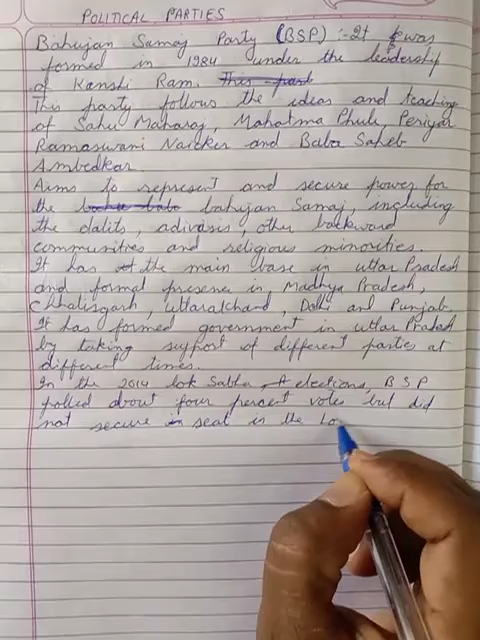 POLITICAL PARTIES
Bahujan Samaj Party (BSP) :- It was
formed in 1984 under the leadership
of Kanshi Ram. This part
This party follows the ideas and teaching
of Sahu Maharaj, Mahatma Phule, Periyar
Ramaswami Naicker and Baba Saheb
Ambedkar.
Aims to represent and secure power for
the bahujan Samaj, including
the dalits, adivasis, other backward
communities and religious minorities.
It has the main base in uttar Pradesh
and formal presence in, Madhya Pradesh,
Chhatisgarh, uttarakhand, Delhi and Punjab.
It has formed government in uttar Pradesh
by taking support of different parties at
different times.
In the 2014 lok Sabha elections, BSP
polled about four percent votes but did
not secure seat in the Lo